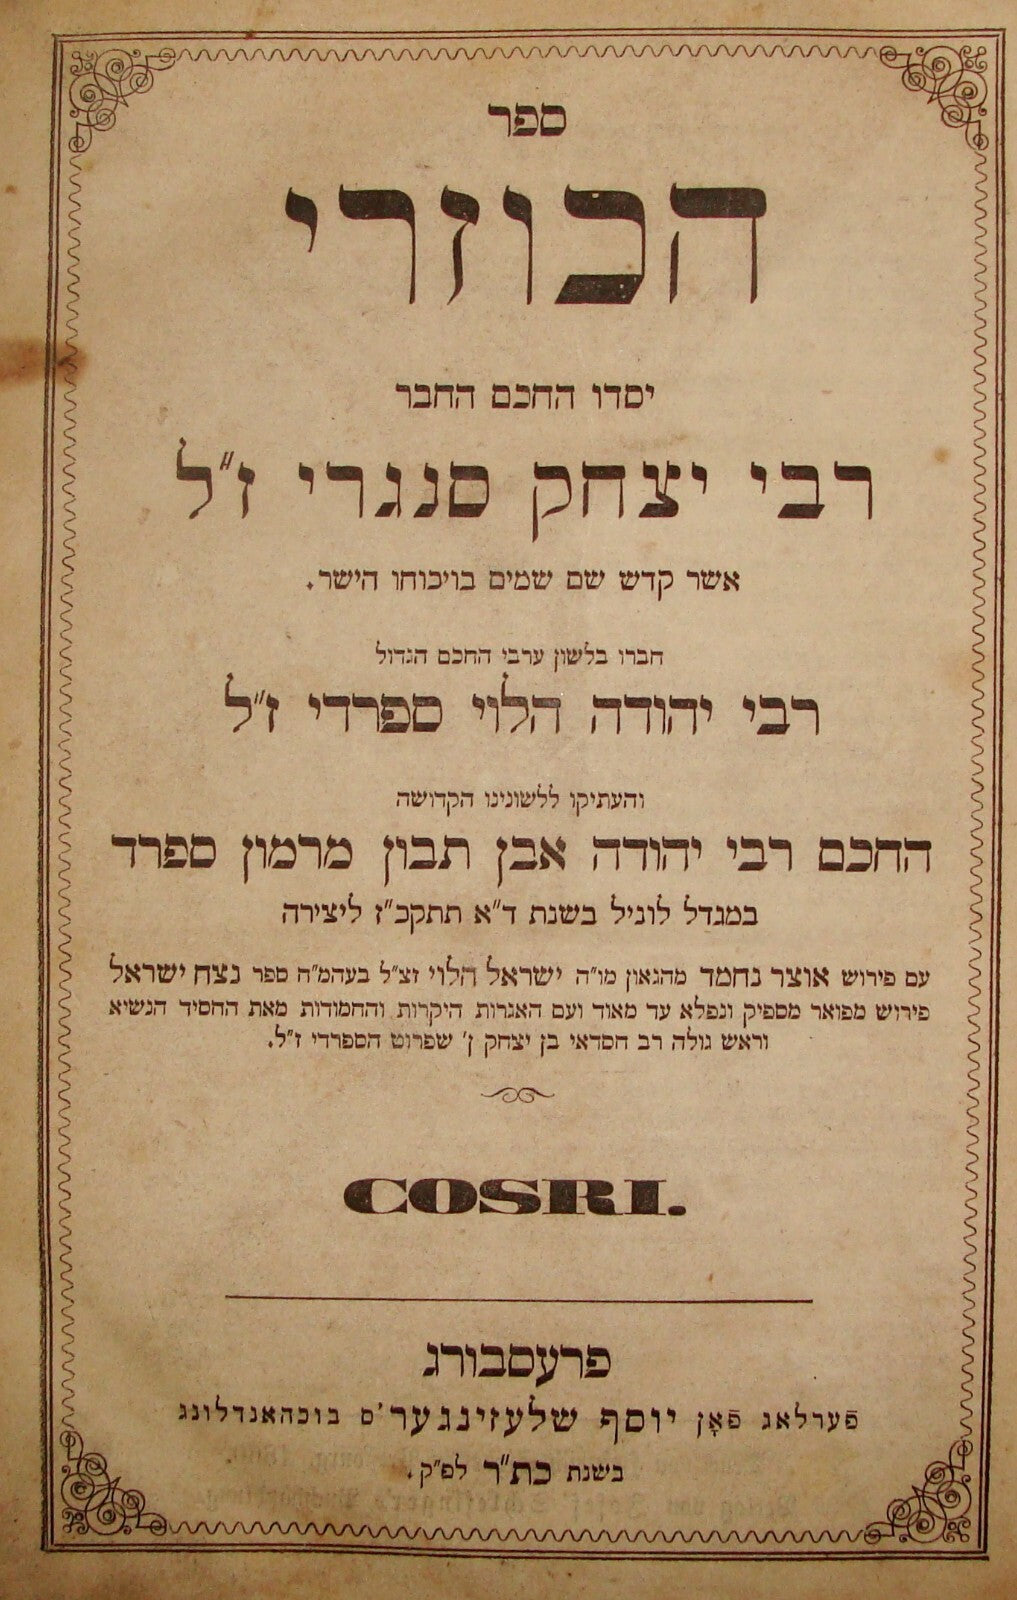 ספר
הכוזרי
יסדו החכם החבר
רבי יצחק סנגרי ז"ל
אשר קדש שם שמים בויכוחו הישר.
חברו בלשון ערבי החכם הגדול
רבי יהודה הלוי ספרדי ז"ל
והעתיקו ללשונינו הקדושה
החכם רבי יהודה אבן תבון מרמון ספרד
במגדל לוניל בשנת ד"א תתקכ"ז ליצירה
עם פירוש אוצר נחמד מהגאון מו"ה ישראל הלוי זצ"ל בעהמ"ח ספר נצח ישראל
פירוש מפואר מספיק ונפלא עד מאוד ועם האגרות היקרות והחמודות מאת החסיד הנשיא
וראש גולה רב חסדאי בן יצחק ן' שפרוט הספרדי ז"ל.
COSRI.
פרעסבורג
פֿערלאג פֿאָן יוסף שלעזינגער'ס בוכהאנדלונג
בשנת כת"ר לפ"ק.